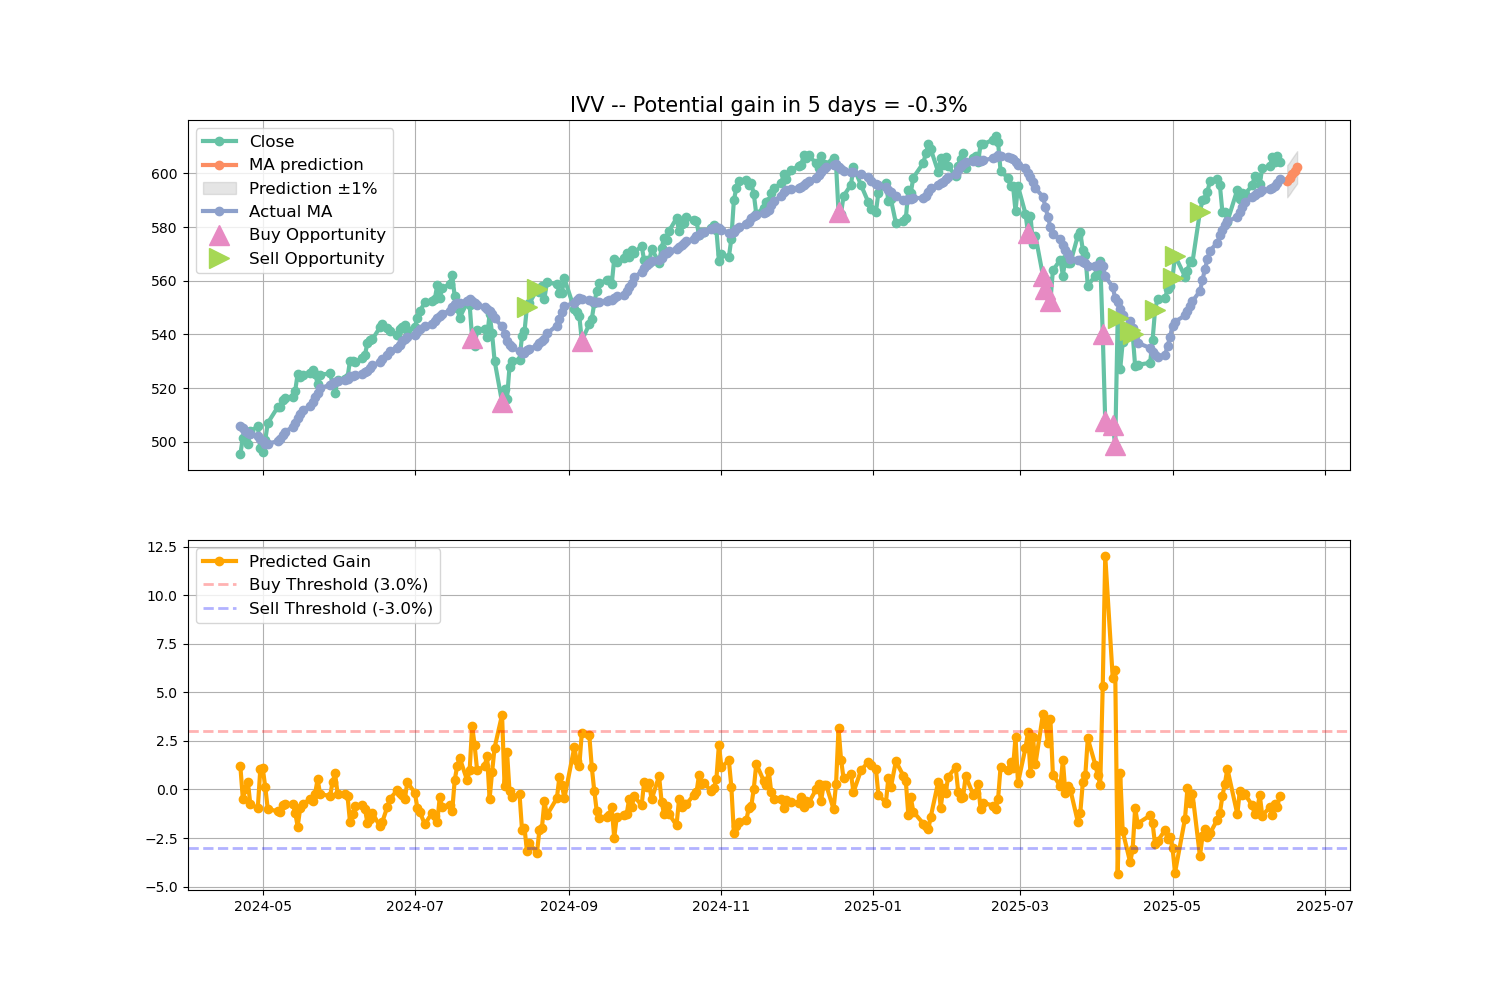 IVV -- Potential gain in 5 days = -0.3%
Close
MA prediction
Prediction ±1%
Actual MA
Buy Opportunity
Sell Opportunity
600
580
560
540
520
500
12.5
10.0
7.5
5.0
2.5
0.0
−2.5
−5.0
Predicted Gain
Buy Threshold (3.0%)
Sell Threshold (-3.0%)
2024-05 2024-07 2024-09 2024-11 2025-01 2025-03 2025-05 2025-07